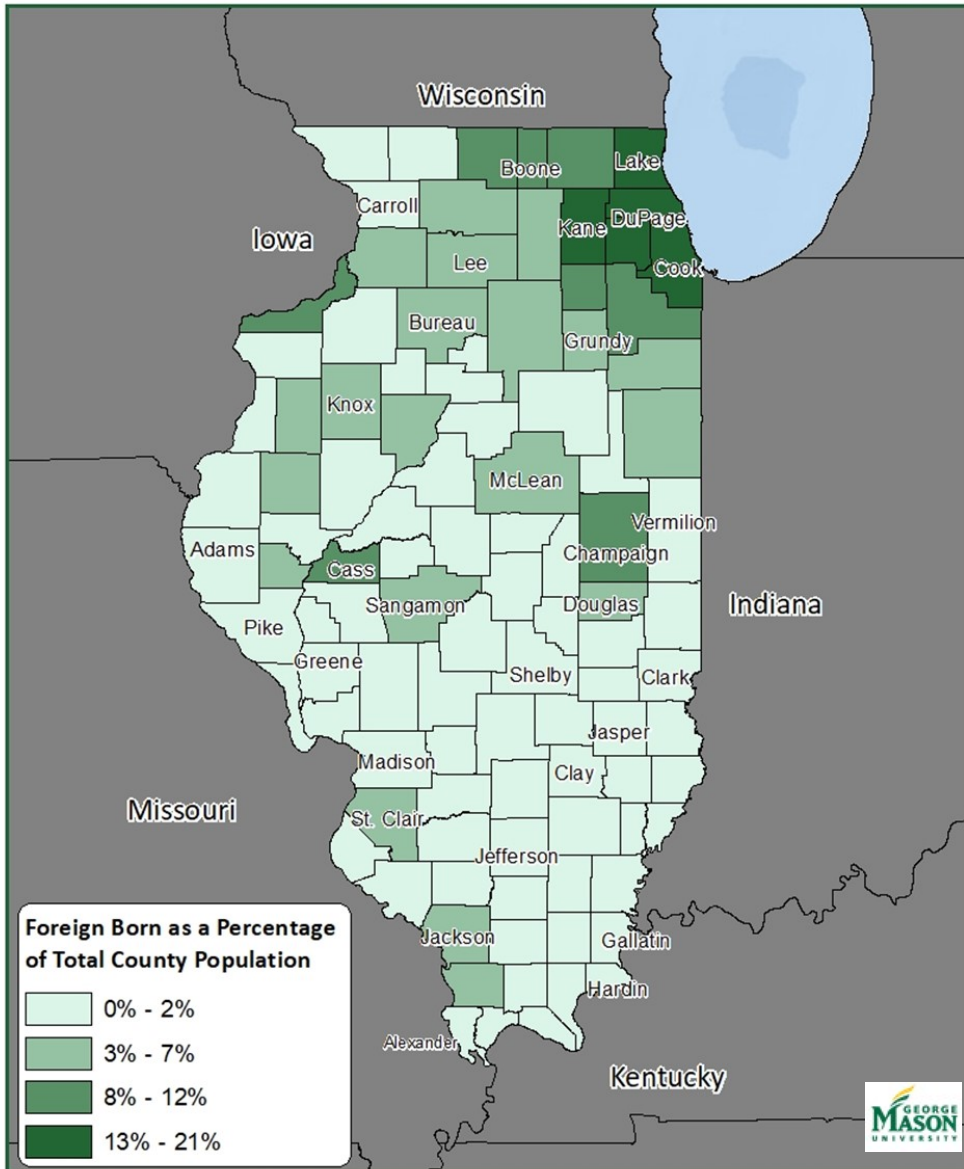 Wisconsin
Boone
Lake
Carroll
Kane
DuPage
Iowa
Lee
Cook
Bureau
Grundy
Knox
McLean
Vermilion
Adams
Champaign
Cass
Sangamon
Douglas
Indiana
Pike
Greene
Shelby
Clark
Jasper
Madison
Clay
Missouri
St. Clair
Jefferson
Jackson
Gallatin
Hardin
Alexander
Kentucky
Foreign Born as a Percentage
of Total County Population
0% - 2%
3% - 7%
8% - 12%
13% - 21%
GEORGE
MASON
UNIVERSITY